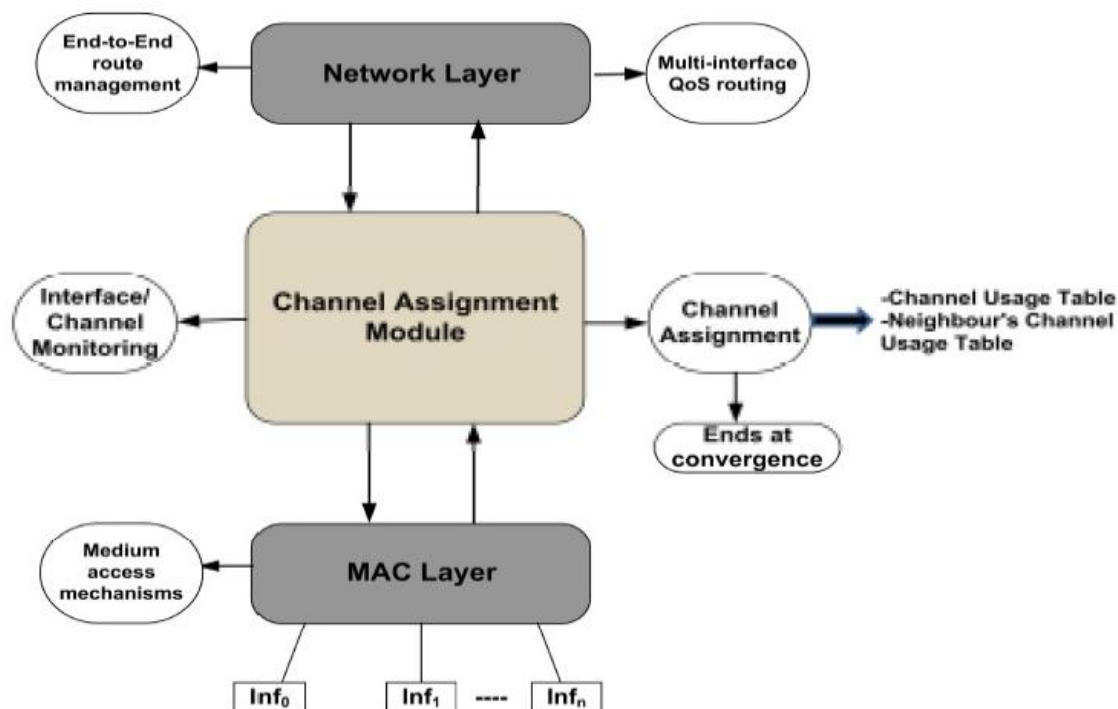 End-to-End
route
management
Network Layer
Multi-interface
QoS routing
Interface/
Channel
Monitoring
Channel Assignment
Module
Channel
Assignment
-Channel Usage Table
-Neighbour's Channel
Usage Table
Ends at
convergence
Medium
access
mechanisms
MAC Layer
Inf₀
Inf₁
----
Infₙ